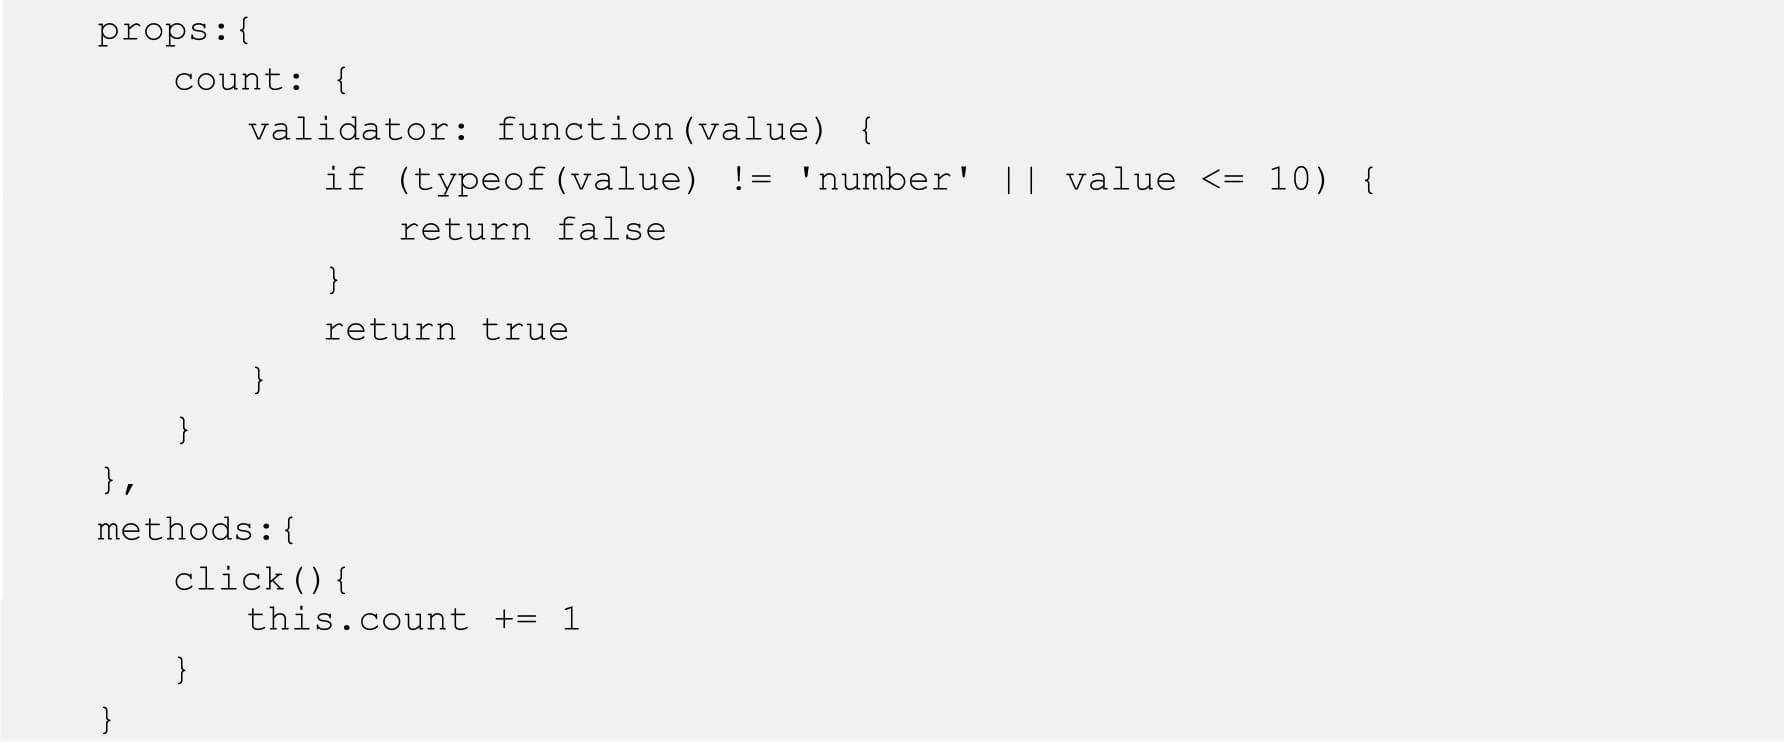 props:{
    count: {
        validator: function(value) {
            if (typeof(value) != 'number' || value <= 10) {
                return false
            }
            return true
        }
    }
},
methods:{
    click(){
        this.count += 1
    }
}